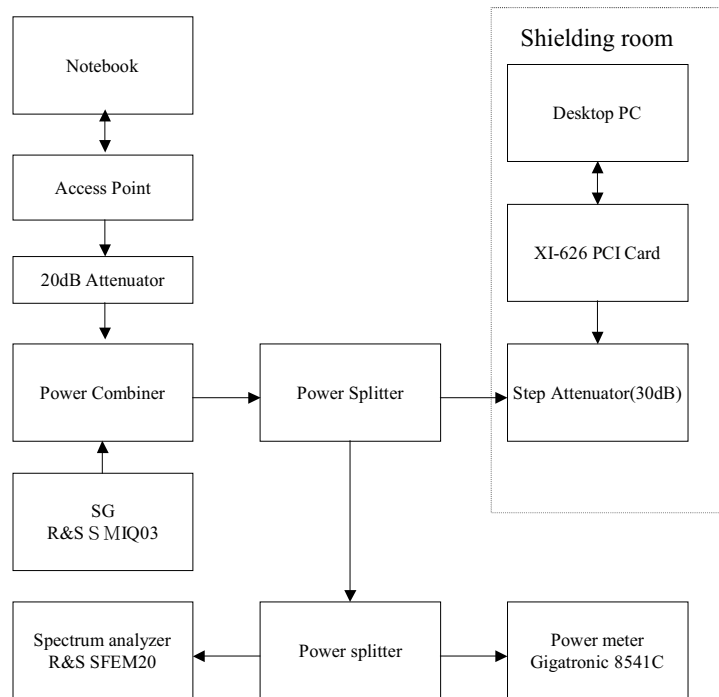 Shielding room
Notebook
Desktop PC
Access Point
XI-626 PCI Card
20dB Attenuator
Power Combiner
Power Splitter
Step Attenuator(30dB)
SG
R&S ＳＭIQ03
Spectrum analyzer
R&S SFEM20
Power splitter
Power meter
Gigatronic 8541C